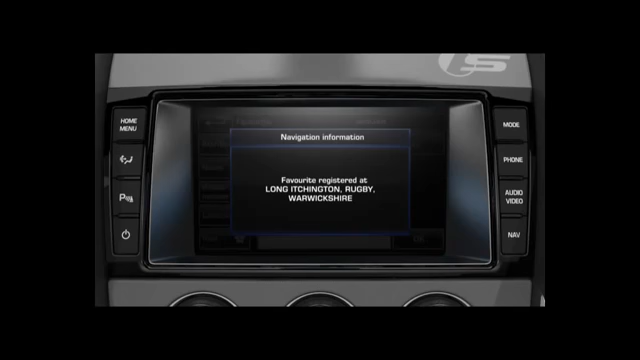 S
HOME
MENU
MODE
Navigation information
PHONE
Favourite registered at
LONG ITCHINGTON, RUGBY,
WARWICKSHIRE
P
AUDIO
VIDEO
NAV